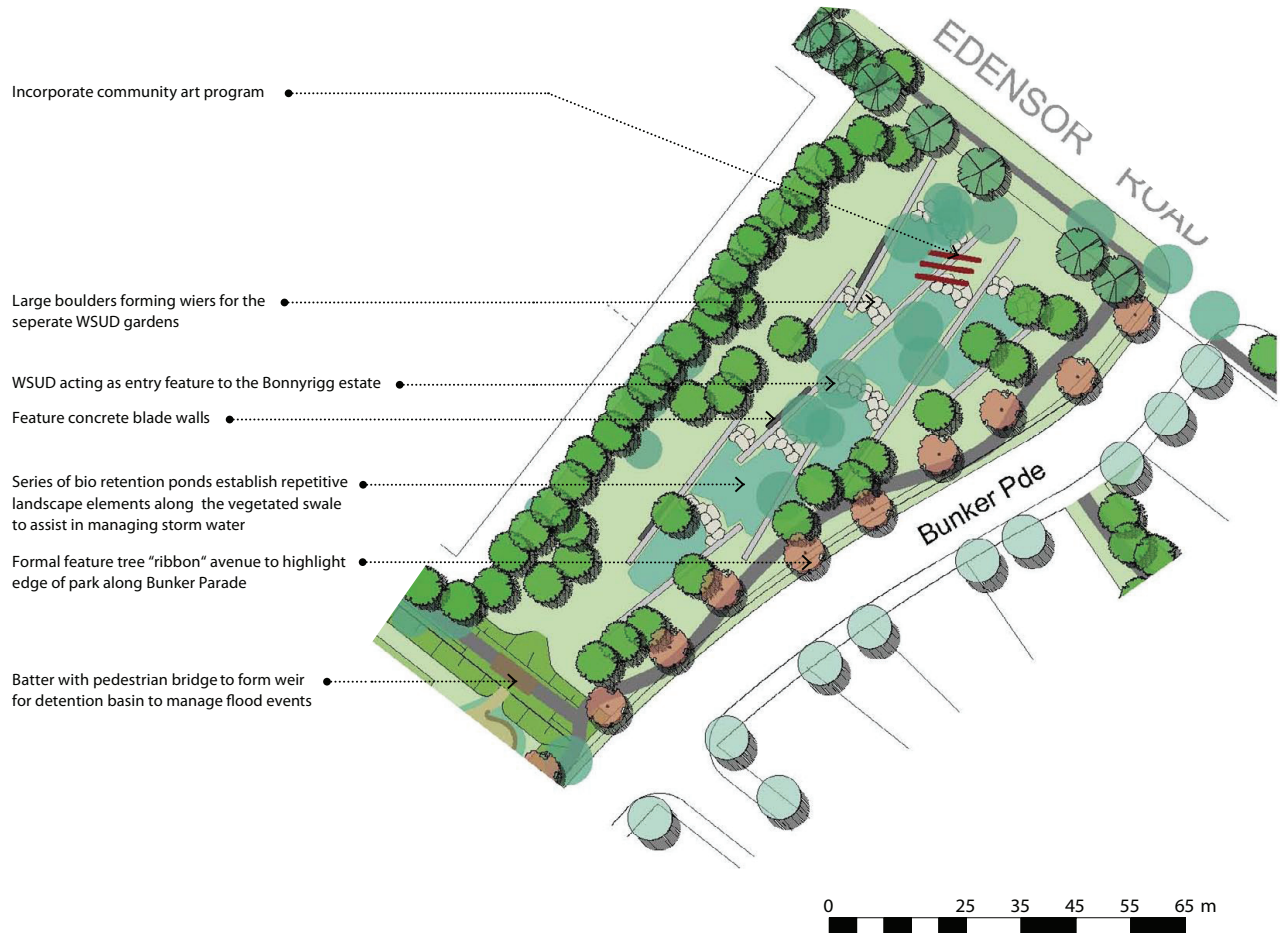 EDENSOR
ROAD
Incorporate community art program
Large boulders forming wiers for the
seperate WSUD gardens
WSUD acting as entry feature to the Bonnyrigg estate
Feature concrete blade walls
Series of bio retention ponds establish repetitive
landscape elements along the vegetated swale
to assist in managing storm water
Formal feature tree “ribbon“ avenue to highlight
edge of park along Bunker Parade
Batter with pedestrian bridge to form weir
for detention basin to manage flood events
Bunker Pde
0 25 35 45 55 65 m